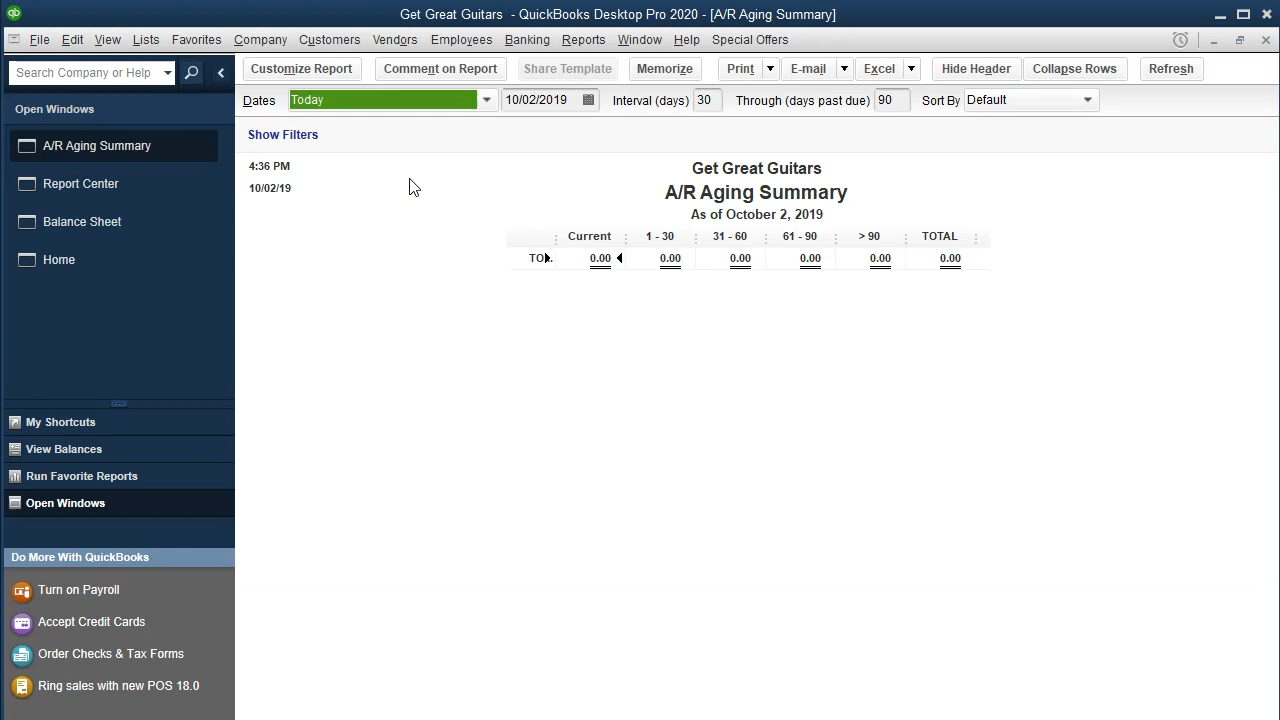 Get Great Guitars - QuickBooks Desktop Pro 2020 - [A/R Aging Summary]
File Edit View Lists Favorites Company Customers Vendors Employees Banking Reports Window Help Special Offers
Search Company or Help
Customize Report Comment on Report Share Template Memorize Print E-mail Excel Hide Header Collapse Rows Refresh
Dates Today 10/02/2019 Interval (days) 30 Through (days past due) 90 Sort By Default
Open Windows
A/R Aging Summary
Report Center
Balance Sheet
Home
My Shortcuts
View Balances
Run Favorite Reports
Open Windows
Do More With QuickBooks
Turn on Payroll
Accept Credit Cards
Order Checks & Tax Forms
Ring sales with new POS 18.0
Show Filters
4:36 PM
10/02/19
Get Great Guitars
A/R Aging Summary
As of October 2, 2019
Current 1 - 30 31 - 60 61 - 90 > 90 TOTAL
0.00 0.00 0.00 0.00 0.00 0.00